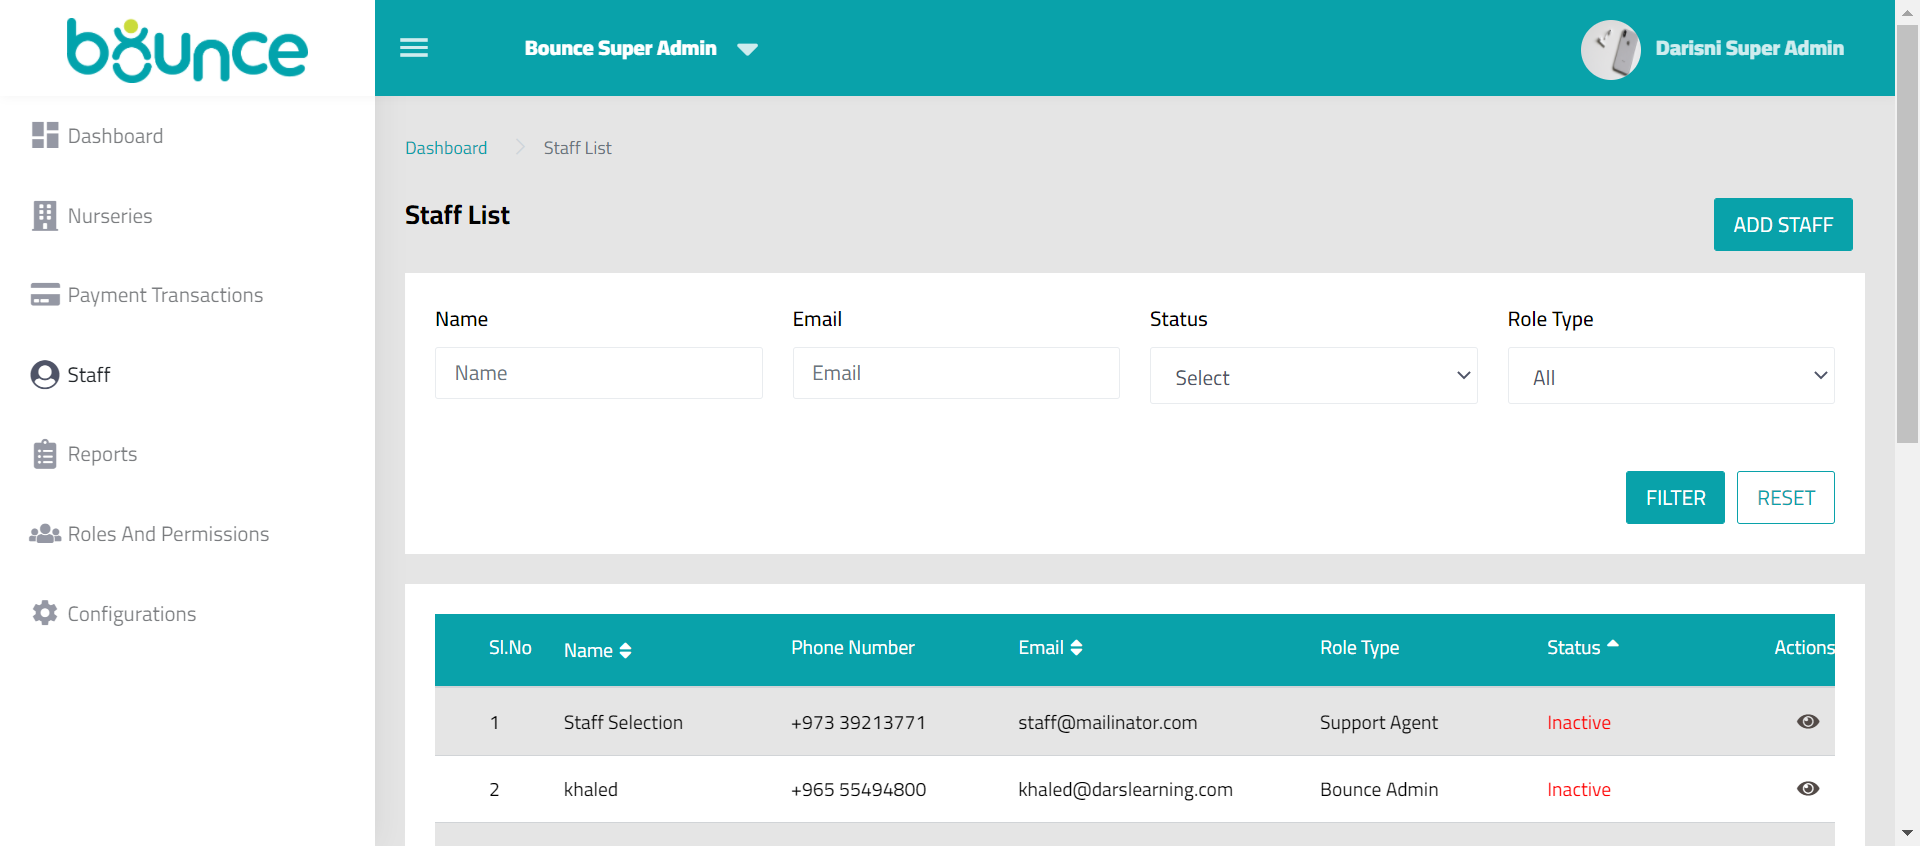 bounce
Bounce Super Admin
Darisni Super Admin
Dashboard
Nurseries
Payment Transactions
Staff
Reports
Roles And Permissions
Configurations
Dashboard Staff List
Staff List
ADD STAFF
Name Email Status Role Type
Name Email Select All
FILTER RESET
Sl.No Name Phone Number Email Role Type Status Actions
1 Staff Selection +973 39213771 staff@mailinator.com Support Agent Inactive
2 khaled +965 55494800 khaled@darslearning.com Bounce Admin Inactive